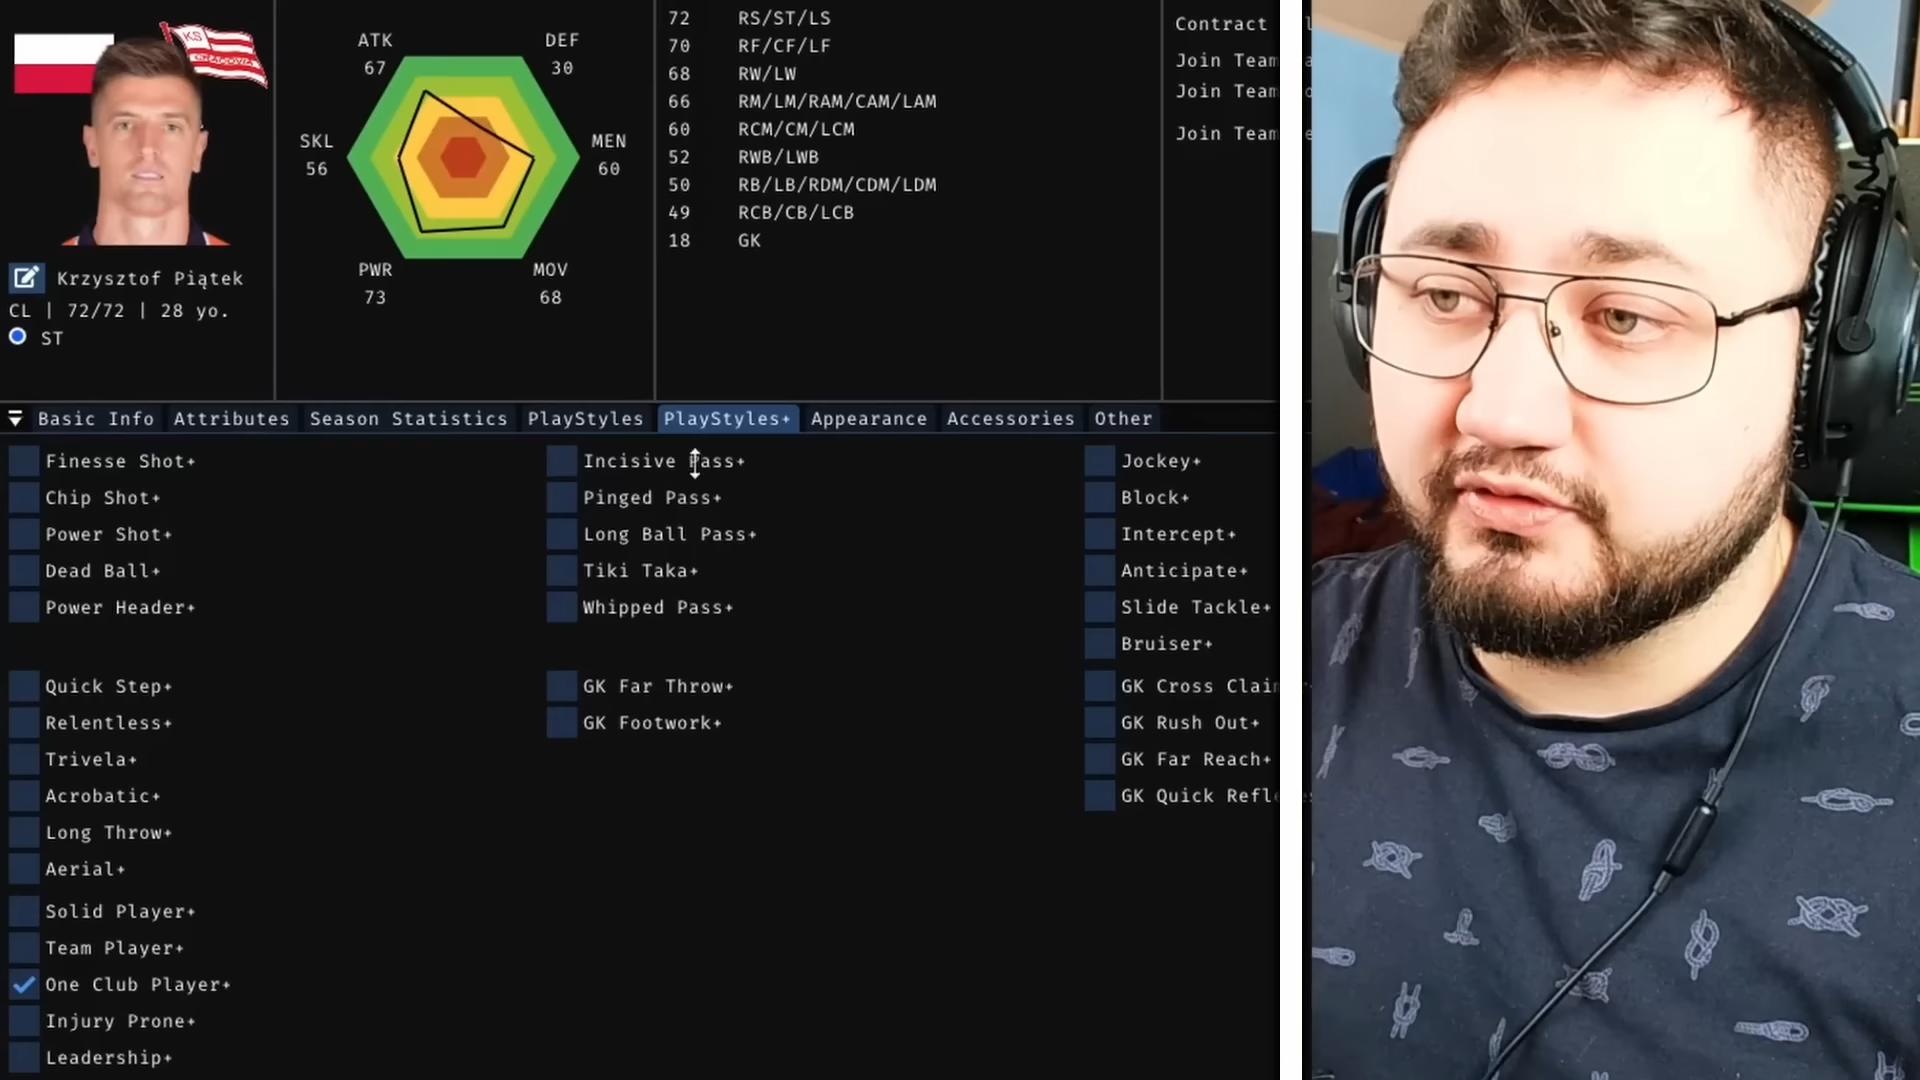 KS
CRACOVIA
Krzysztof Piątek
CL | 72/72 | 28 yo.
ST
ATK
67
DEF
30
SKL
56
MEN
60
PWR
73
MOV
68
72 RS/ST/LS
70 RF/CF/LF
68 RW/LW
66 RM/LM/RAM/CAM/LAM
60 RCM/CM/LCM
52 RWB/LWB
50 RB/LB/RDM/CDM/LDM
49 RCB/CB/LCB
18 GK
Contract
Join Team
Join Team
Join Team
Basic Info Attributes Season Statistics PlayStyles PlayStyles+ Appearance Accessories Other
Finesse Shot+ Incisive Pass+ Jockey+
Chip Shot+ Pinged Pass+ Block+
Power Shot+ Long Ball Pass+ Intercept+
Dead Ball+ Tiki Taka+ Anticipate+
Power Header+ Whipped Pass+ Slide Tackle+
Bruiser+
Quick Step+ GK Far Throw+ GK Cross Clai
Relentless+ GK Footwork+ GK Rush Out+
Trivela+ GK Far Reach+
Acrobatic+ GK Quick Refl
Long Throw+
Aerial+
Solid Player+
Team Player+
One Club Player+
Injury Prone+
Leadership+